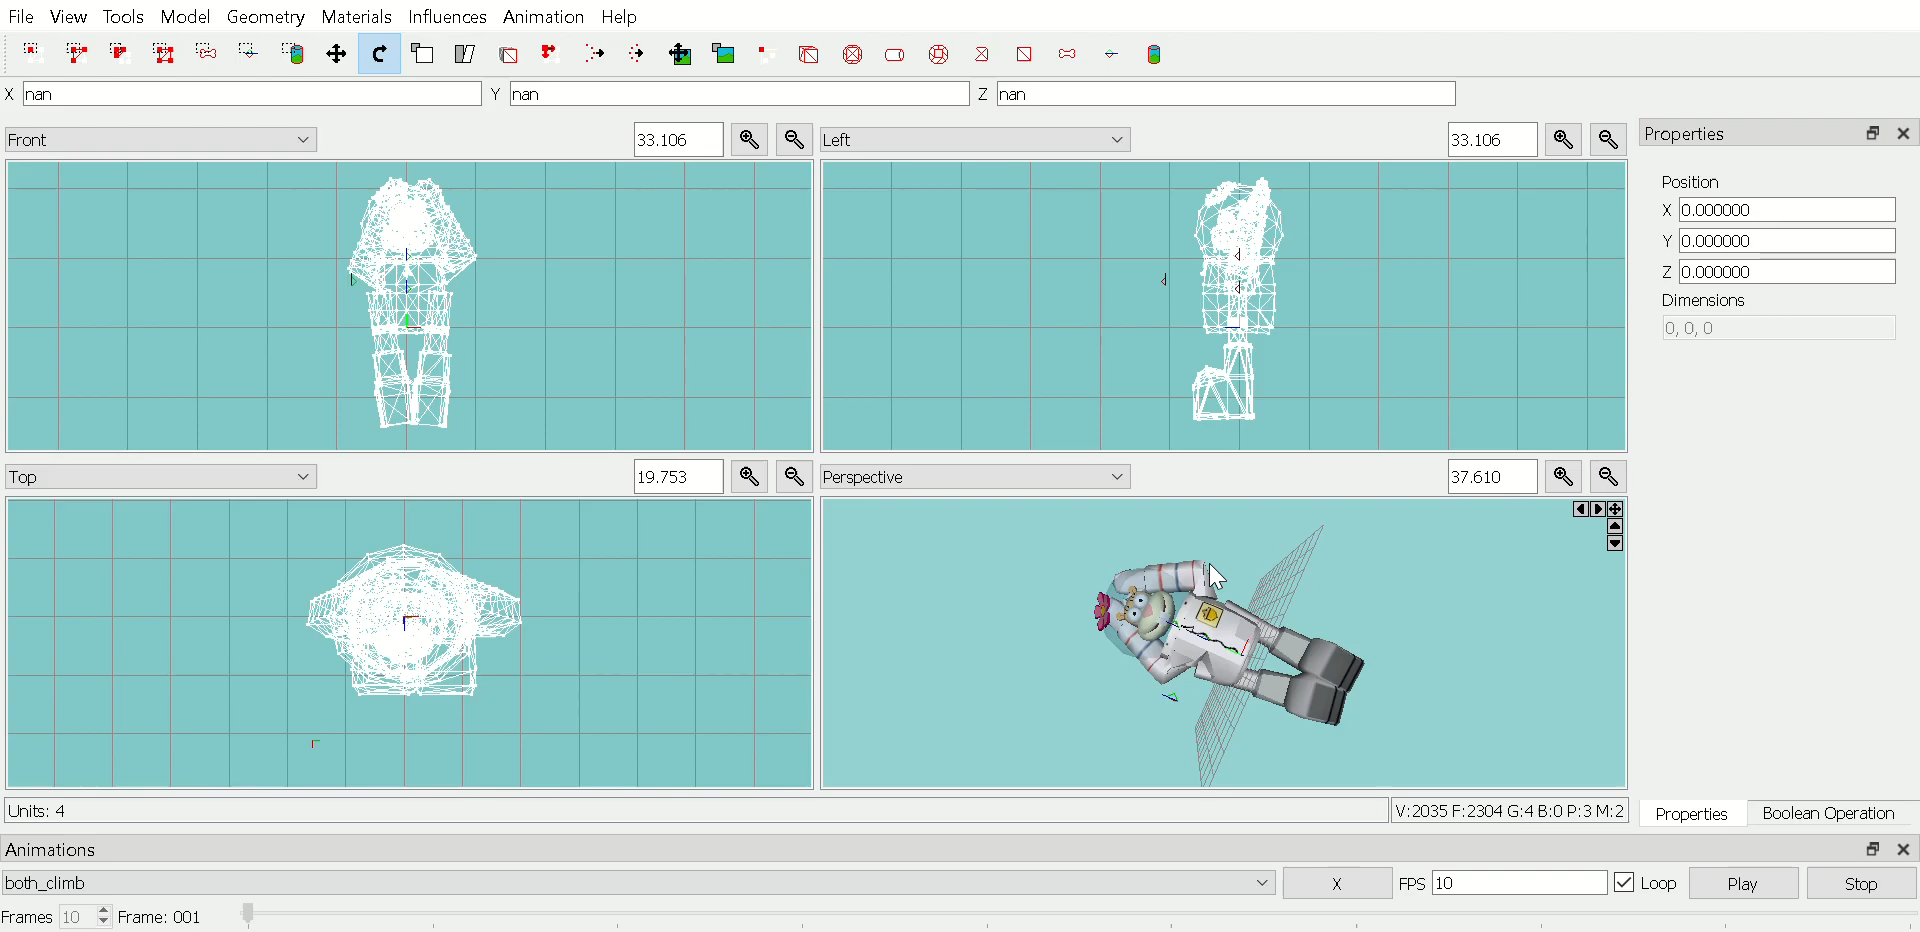 File View Tools Model Geometry Materials Influences Animation Help
X nan Y nan Z nan
Front 33.106 Left 33.106
Properties
Position
X 0.000000
Y 0.000000
Z 0.000000
Dimensions
0, 0, 0
Top 19.753 Perspective 37.610
Units: 4 V:2035 F:2304 G:4 B:0 P:3 M:2
Properties Boolean Operation
Animations
both_climb X FPS 10 Loop Play Stop
Frames 10 Frame: 001